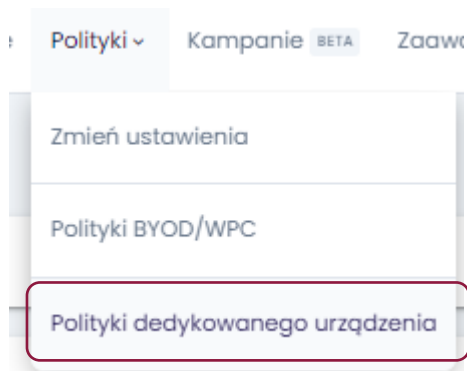 Polityki Kampanie BETA
Zmień ustawienia
Polityki BYOD/WPC
Polityki dedykowanego urządzenia